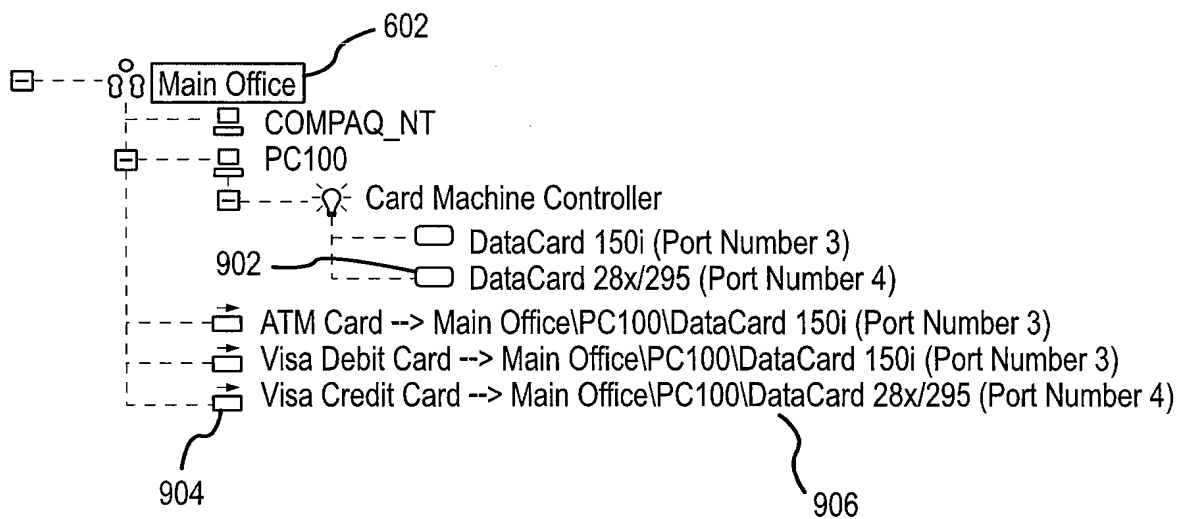 602
Main Office
COMPAQ_NT
PC100
Card Machine Controller
DataCard 150i (Port Number 3)
902
DataCard 28x/295 (Port Number 4)
ATM Card --> Main Office\PC100\DataCard 150i (Port Number 3)
Visa Debit Card --> Main Office\PC100\DataCard 150i (Port Number 3)
Visa Credit Card --> Main Office\PC100\DataCard 28x/295 (Port Number 4)
904
906